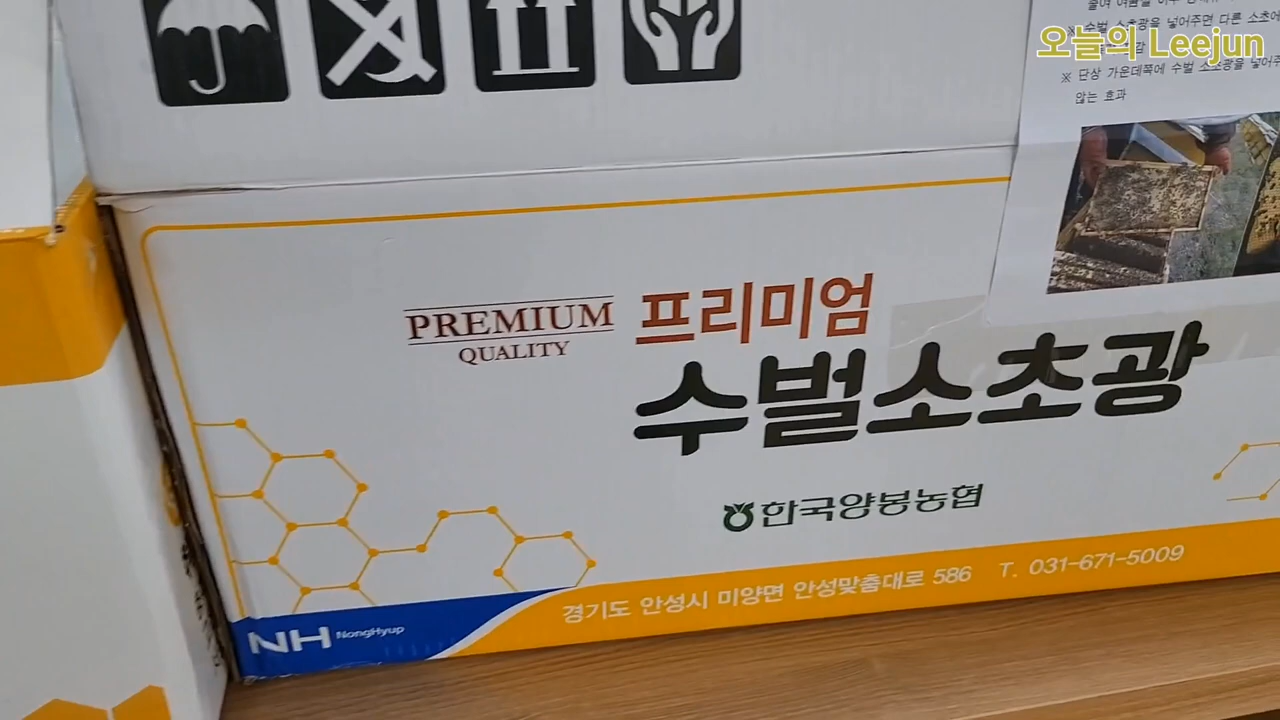 오늘의 Leejun
※ 수벌 소초광을 넣어주면 다른 소초에
※ 단상 가운데쪽에 수벌 소초광을 넣어주
않는 효과
PREMIUM
QUALITY
프리미엄
수벌소초광
한국양봉농협
경기도 안성시 미양면 안성맞춤대로 586 T. 031-671-5009
NH NongHyup